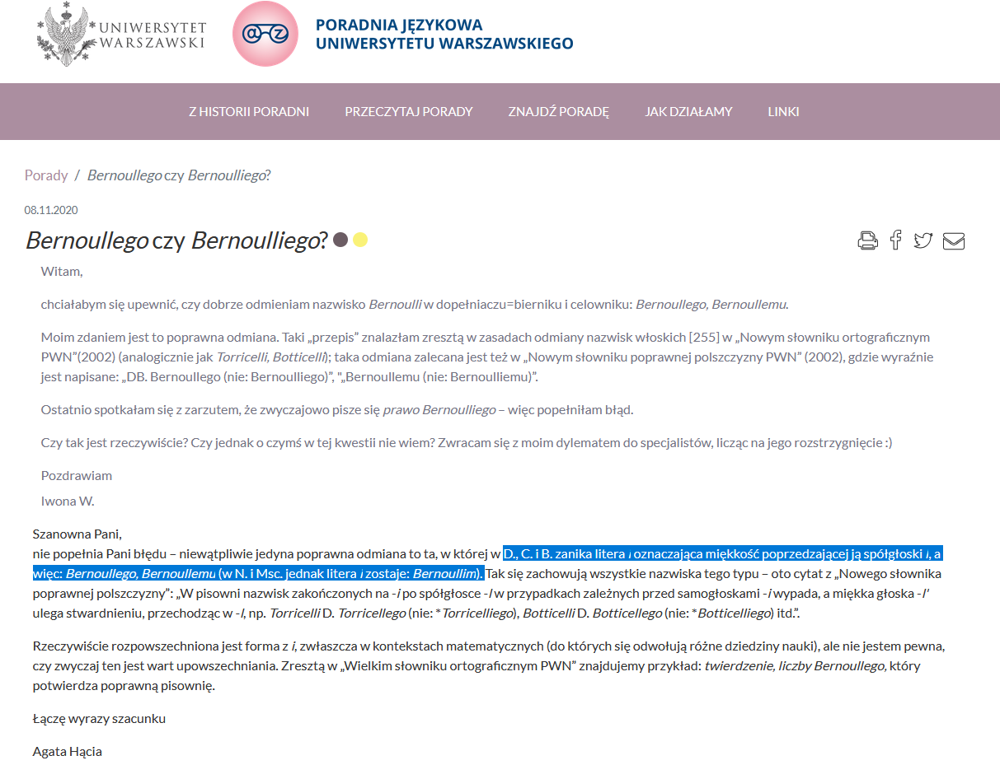 UNIWERSYTET
WARSZAWSKI
@ Z
PORADNIA JĘZYKOWA
UNIWERSYTETU WARSZAWSKIEGO
Z HISTORII PORADNI PRZECZYTAJ PORADY ZNAJDŹ PORADĘ JAK DZIAŁAMY LINKI
Porady / Bernoullego czy Bernoulliego?
08.11.2020
Bernoullego czy Bernoulliego?
Witam,
chciałabym się upewnić, czy dobrze odmieniam nazwisko Bernoulli w dopełniaczu=bierniku i celowniku: Bernoullego, Bernoullemu.
Moim zdaniem jest to poprawna odmiana. Taki „przepis” znalazłam zresztą w zasadach odmiany nazwisk włoskich [255] w „Nowym słowniku ortograficznym
PWN”(2002) (analogicznie jak Torricelli, Botticelli); taka odmiana zalecana jest też w „Nowym słowniku poprawnej polszczyzny PWN” (2002), gdzie wyraźnie
jest napisane: „DB. Bernoullego (nie: Bernoulliego)”, "„Bernoullemu (nie: Bernoulliemu)”.
Ostatnio spotkałam się z zarzutem, że zwyczajowo pisze się prawo Bernoulliego – więc popełniłam błąd.
Czy tak jest rzeczywiście? Czy jednak o czymś w tej kwestii nie wiem? Zwracam się z moim dylematem do specjalistów, licząc na jego rozstrzygnięcie :)
Pozdrawiam
Iwona W.
Szanowna Pani,
nie popełnia Pani błędu – niewątpliwie jedyna poprawna odmiana to ta, w której w D., C. i B. zanika litera i oznaczająca miękkość poprzedzającej ją spółgłoski l, a
więc: Bernoullego, Bernoullemu (w N. i Msc. jednak litera i zostaje: Bernoullim). Tak się zachowują wszystkie nazwiska tego typu – oto cytat z „Nowego słownika
poprawnej polszczyzny”: „W pisowni nazwisk zakończonych na -i po spółgłosce -l w przypadkach zależnych przed samogłoskami -i wypada, a miękka głoska -l'
ulega stwardnieniu, przechodząc w -l, np. Torricelli D. Torricellego (nie: *Torricelliego), Botticelli D. Botticellego (nie: *Botticelliego) itd.”.
Rzeczywiście rozpowszechniona jest forma z i, zwłaszcza w kontekstach matematycznych (do których się odwołują różne dziedziny nauki), ale nie jestem pewna,
czy zwyczaj ten jest wart upowszechniania. Zresztą w „Wielkim słowniku ortograficznym PWN” znajdujemy przykład: twierdzenie, liczby Bernoullego, który
potwierdza poprawną pisownię.
Łączę wyrazy szacunku
Agata Hącia